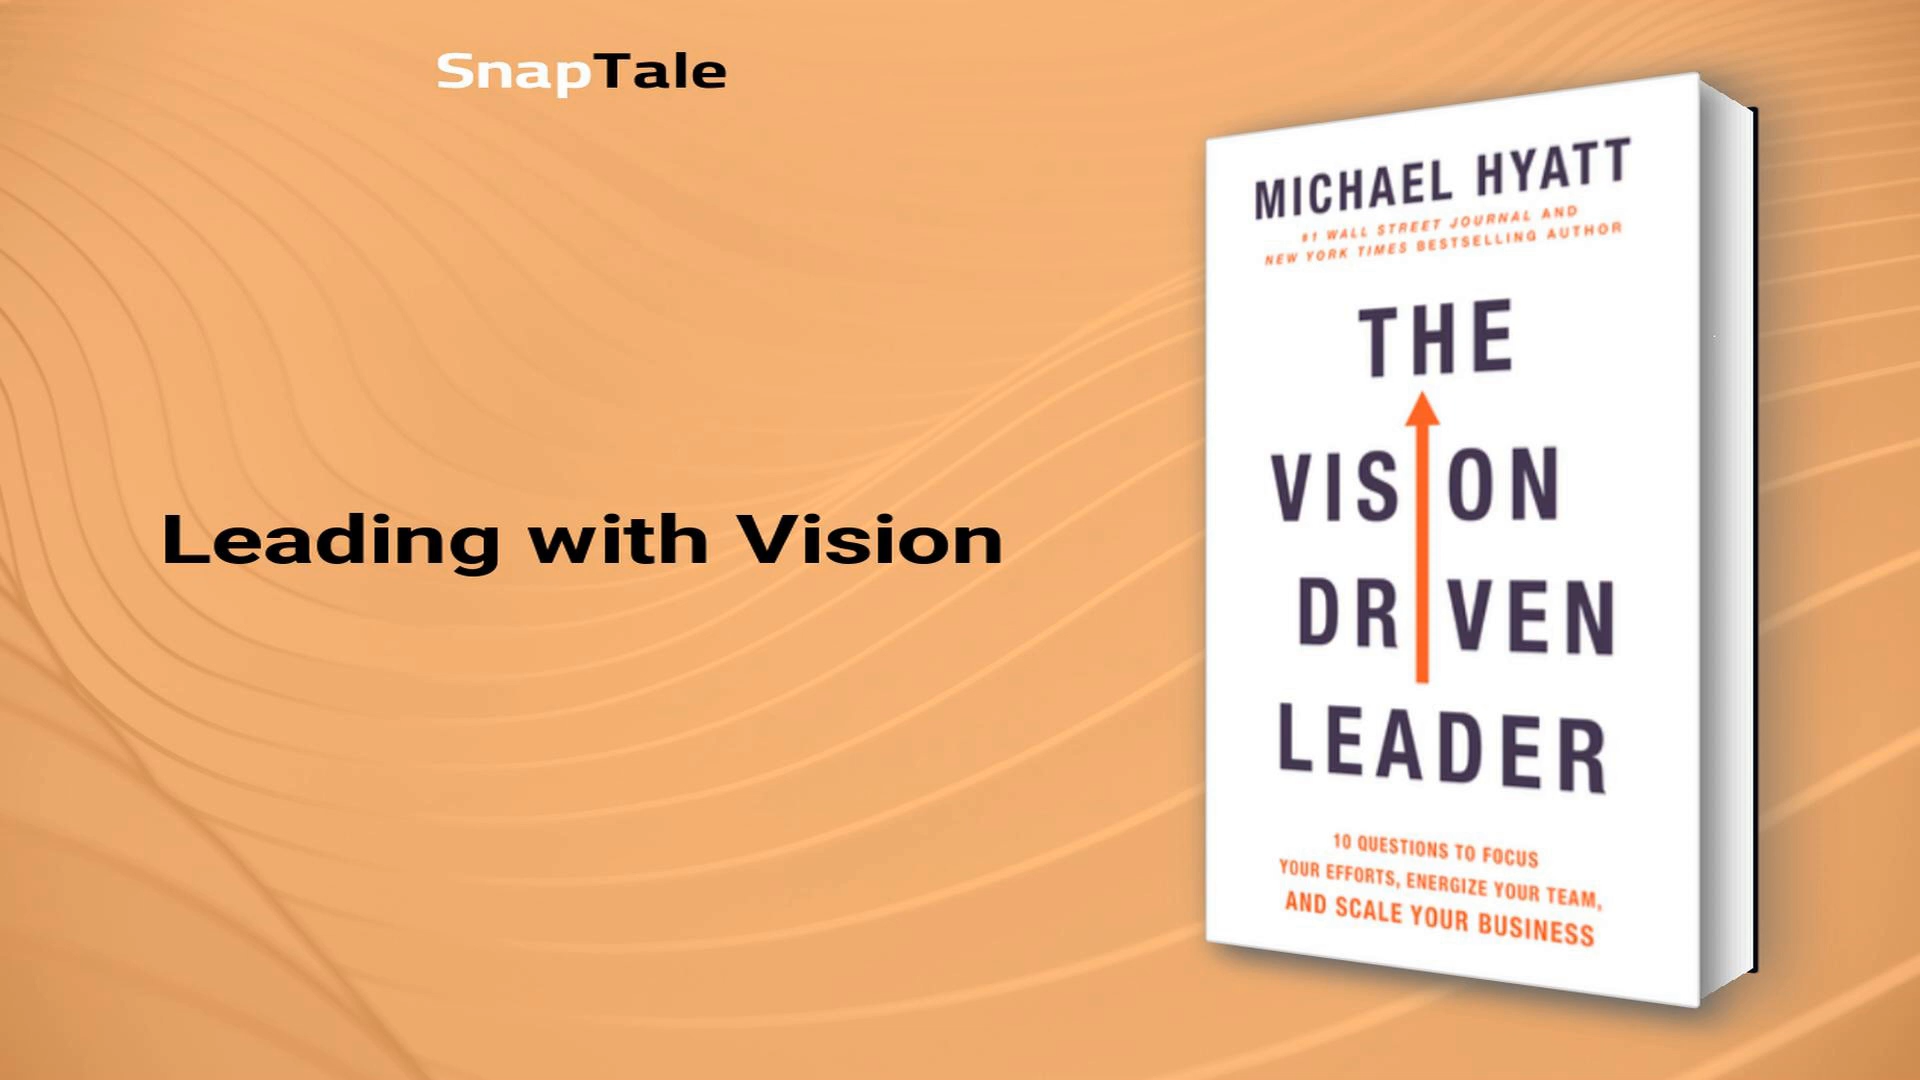 SnapTale
Leading with Vision
MICHAEL HYATT
#1 WALL STREET JOURNAL AND
NEW YORK TIMES BESTSELLING AUTHOR
THE
VISION
DRIVEN
LEADER
10 QUESTIONS TO FOCUS
YOUR EFFORTS, ENERGIZE YOUR TEAM,
AND SCALE YOUR BUSINESS